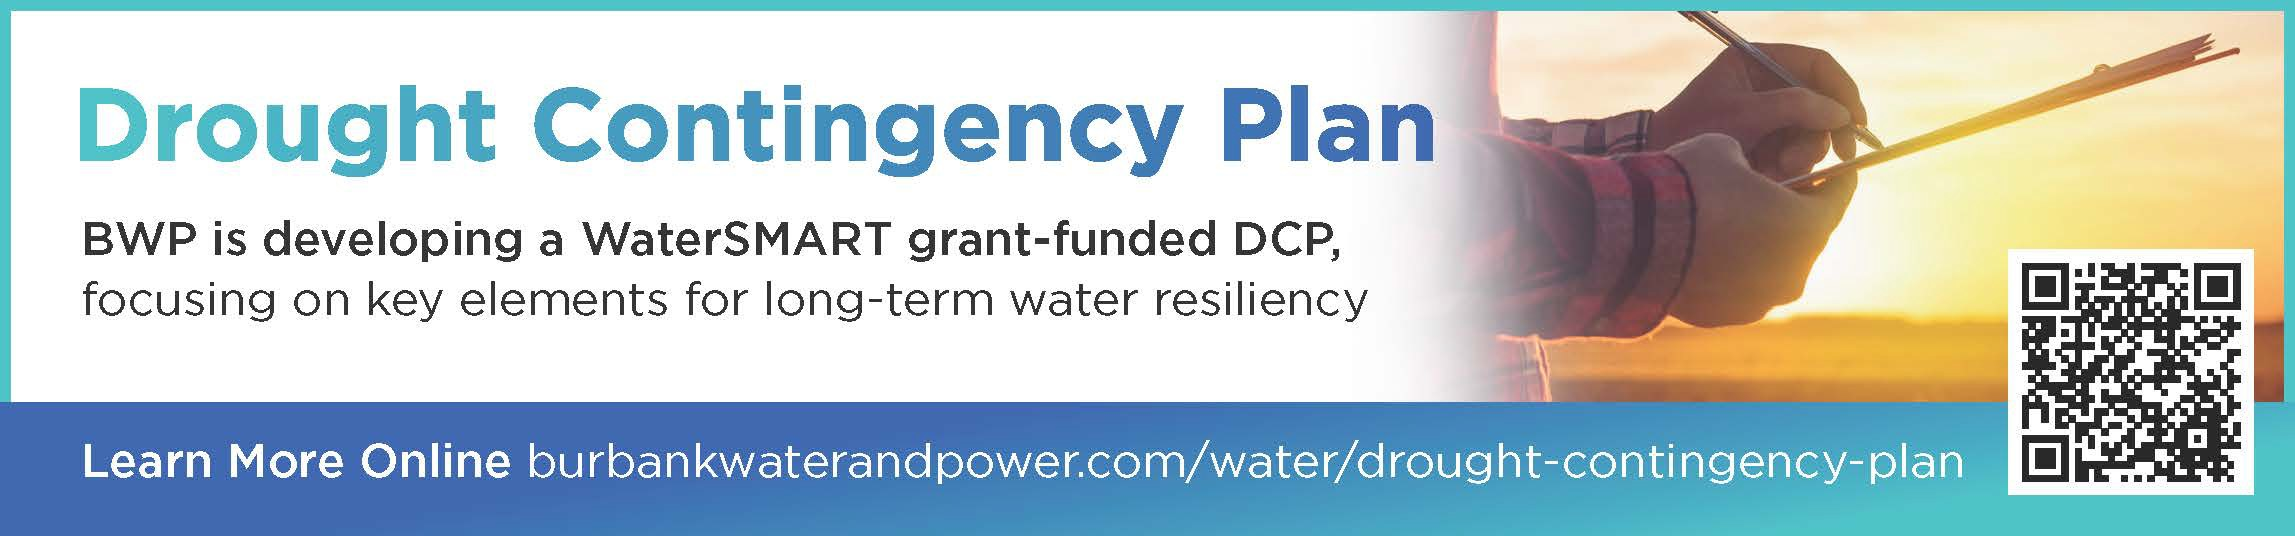 Drought Contingency Plan
BWP is developing a WaterSMART grant-funded DCP,
focusing on key elements for long-term water resiliency
Learn More Online burbankwaterandpower.com/water/drought-contingency-plan